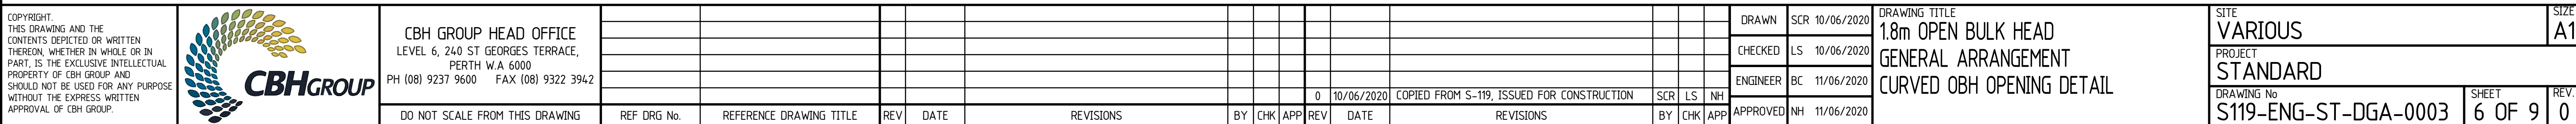 COPYRIGHT.
THIS DRAWING AND THE
CONTENTS DEPICTED OR WRITTEN
THEREON, WHETHER IN WHOLE OR IN
PART, IS THE EXCLUSIVE INTELLECTUAL
PROPERTY OF CBH GROUP AND
SHOULD NOT BE USED FOR ANY PURPOSE
WITHOUT THE EXPRESS WRITTEN
APPROVAL OF CBH GROUP.
CBHGROUP
CBH GROUP HEAD OFFICE
LEVEL 6, 240 ST GEORGES TERRACE,
PERTH W.A 6000
PH (08) 9237 9600 FAX (08) 9322 3942
DO NOT SCALE FROM THIS DRAWING
REF DRG No. REFERENCE DRAWING TITLE REV DATE REVISIONS BY CHK APP
0 10/06/2020 COPIED FROM S-119, ISSUED FOR CONSTRUCTION SCR LS NH
REV DATE REVISIONS BY CHK APP
DRAWN SCR 10/06/2020
CHECKED LS 10/06/2020
ENGINEER BC 11/06/2020
APPROVED NH 11/06/2020
DRAWING TITLE
1.8m OPEN BULK HEAD
GENERAL ARRANGEMENT
CURVED OBH OPENING DETAIL
SITE
VARIOUS
SIZE
A1
PROJECT
STANDARD
DRAWING No
S119-ENG-ST-DGA-0003
SHEET
6 OF 9
REV.
0